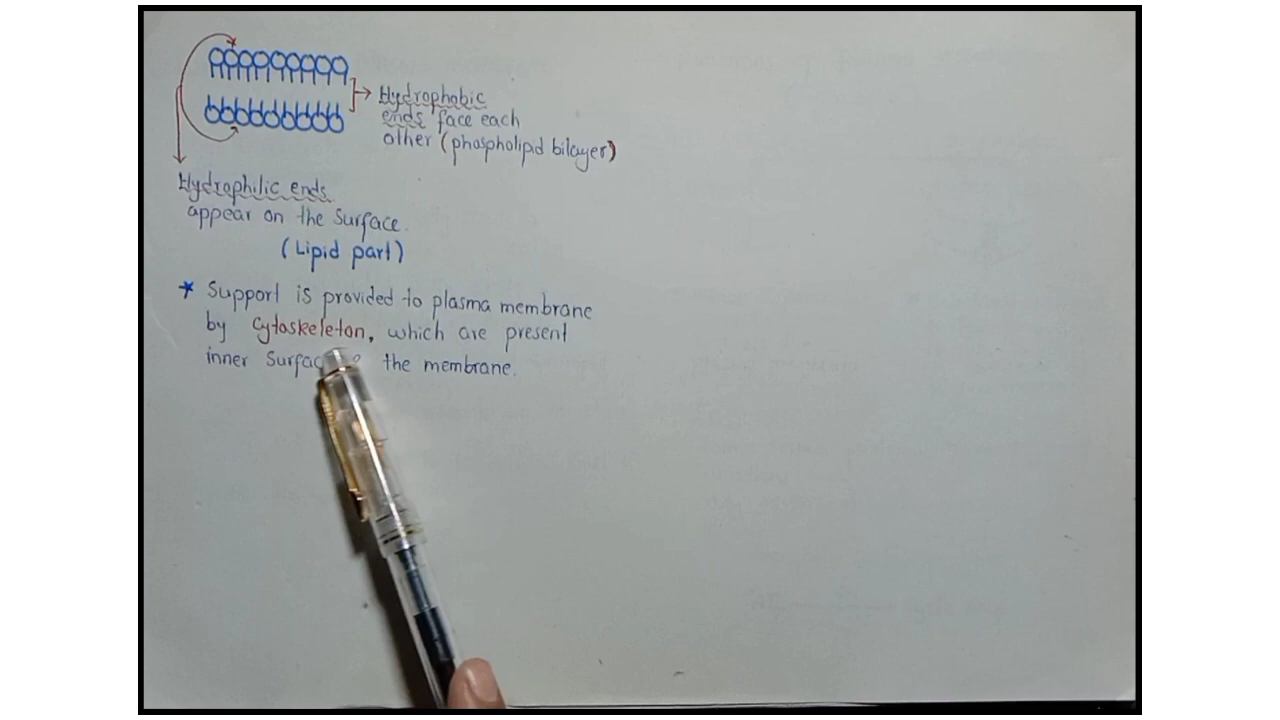 Hydrophobic
ends face each
other (phospholipid bilayer)
Hydrophilic ends
appear on the surface.
(Lipid part)
* Support is provided to plasma membrane
by Cytoskeleton, which are present
inner the membrane.